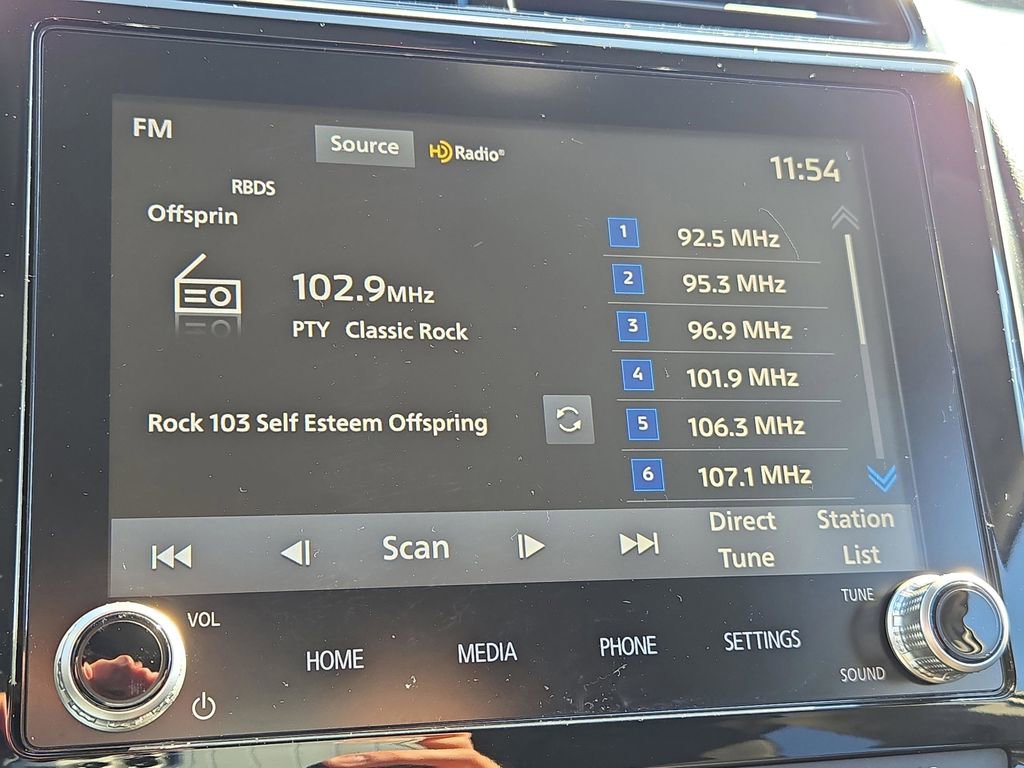 FM
Source
HD Radio®
11:54
RBDS
Offsprin
102.9MHz
PTY Classic Rock
Rock 103 Self Esteem Offspring
1 92.5 MHz
2 95.3 MHz
3 96.9 MHz
4 101.9 MHz
5 106.3 MHz
6 107.1 MHz
Scan
Direct
Tune
Station
List
VOL
HOME
MEDIA
PHONE
SETTINGS
TUNE
SOUND